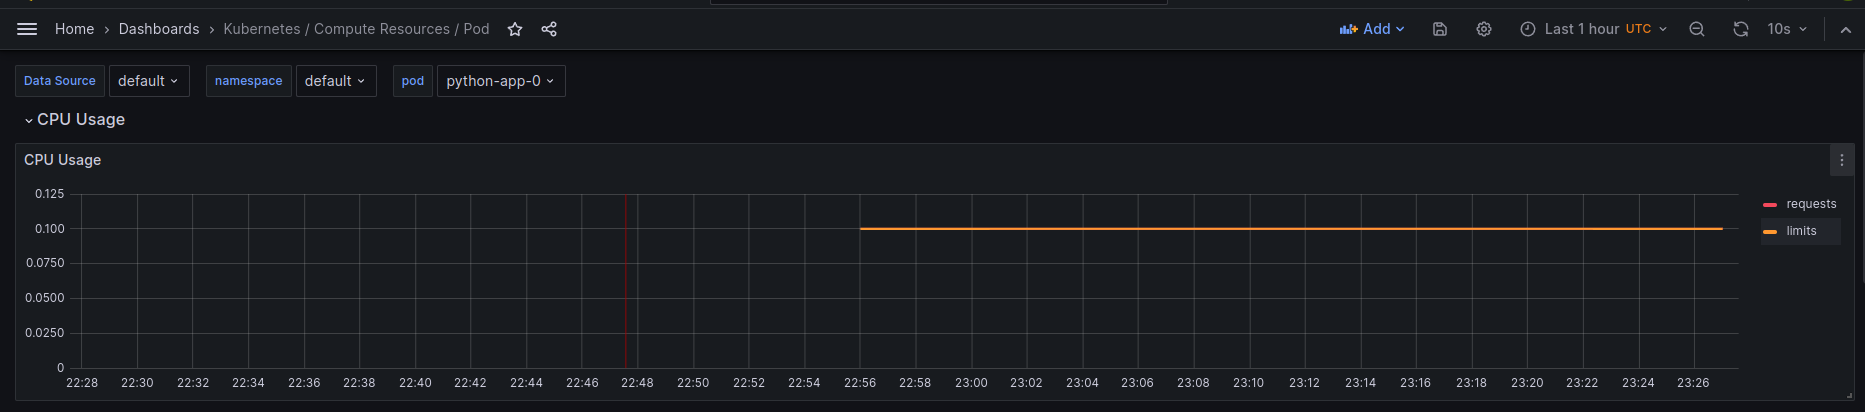 Home > Dashboards > Kubernetes / Compute Resources / Pod Add Last 1 hour UTC 10s
Data Source default namespace default pod python-app-0
CPU Usage
CPU Usage
0.125
0.100
0.0750
0.0500
0.0250
0
22:28 22:30 22:32 22:34 22:36 22:38 22:40 22:42 22:44 22:46 22:48 22:50 22:52 22:54 22:56 22:58 23:00 23:02 23:04 23:06 23:08 23:10 23:12 23:14 23:16 23:18 23:20 23:22 23:24 23:26
requests
limits